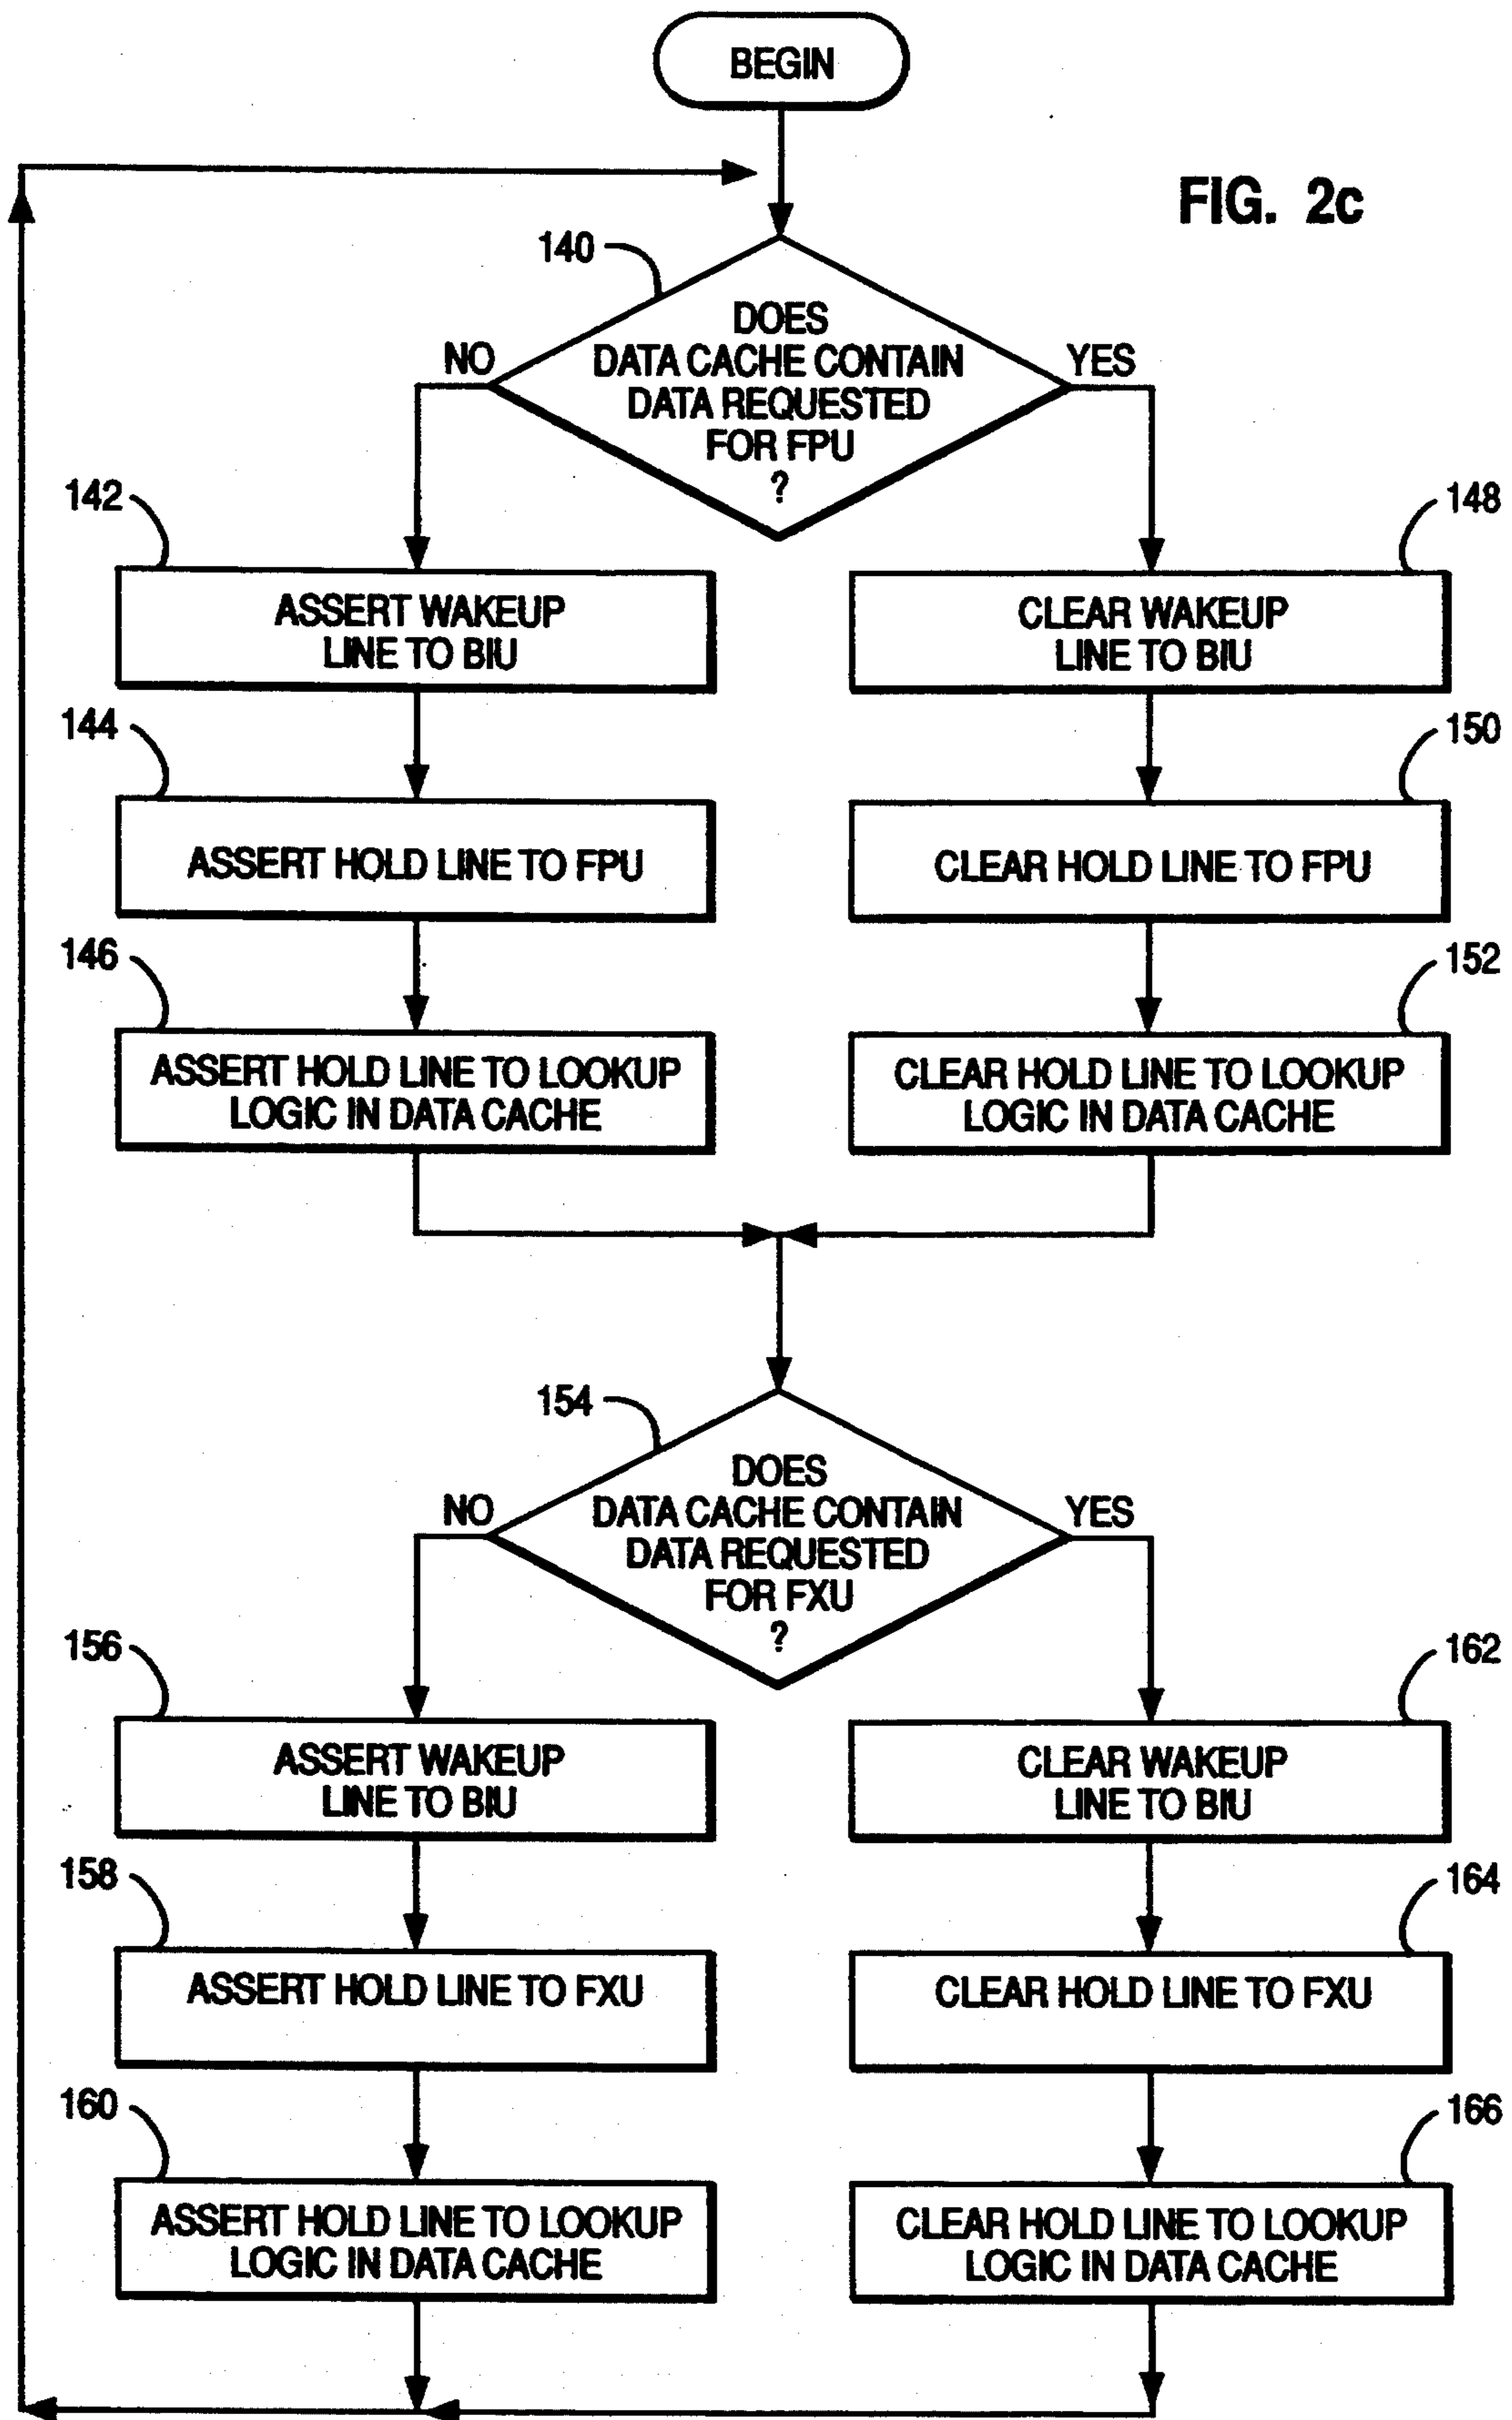 BEGIN
FIG. 2c
140
DOES
DATA CACHE CONTAIN
DATA REQUESTED
FOR FPU
?
NO
YES
142
ASSERT WAKEUP
LINE TO BIU
148
CLEAR WAKEUP
LINE TO BIU
144
ASSERT HOLD LINE TO FPU
150
CLEAR HOLD LINE TO FPU
146
ASSERT HOLD LINE TO LOOKUP
LOGIC IN DATA CACHE
152
CLEAR HOLD LINE TO LOOKUP
LOGIC IN DATA CACHE
154
DOES
DATA CACHE CONTAIN
DATA REQUESTED
FOR FXU
?
NO
YES
156
ASSERT WAKEUP
LINE TO BIU
162
CLEAR WAKEUP
LINE TO BIU
158
ASSERT HOLD LINE TO FXU
164
CLEAR HOLD LINE TO FXU
160
ASSERT HOLD LINE TO LOOKUP
LOGIC IN DATA CACHE
166
CLEAR HOLD LINE TO LOOKUP
LOGIC IN DATA CACHE